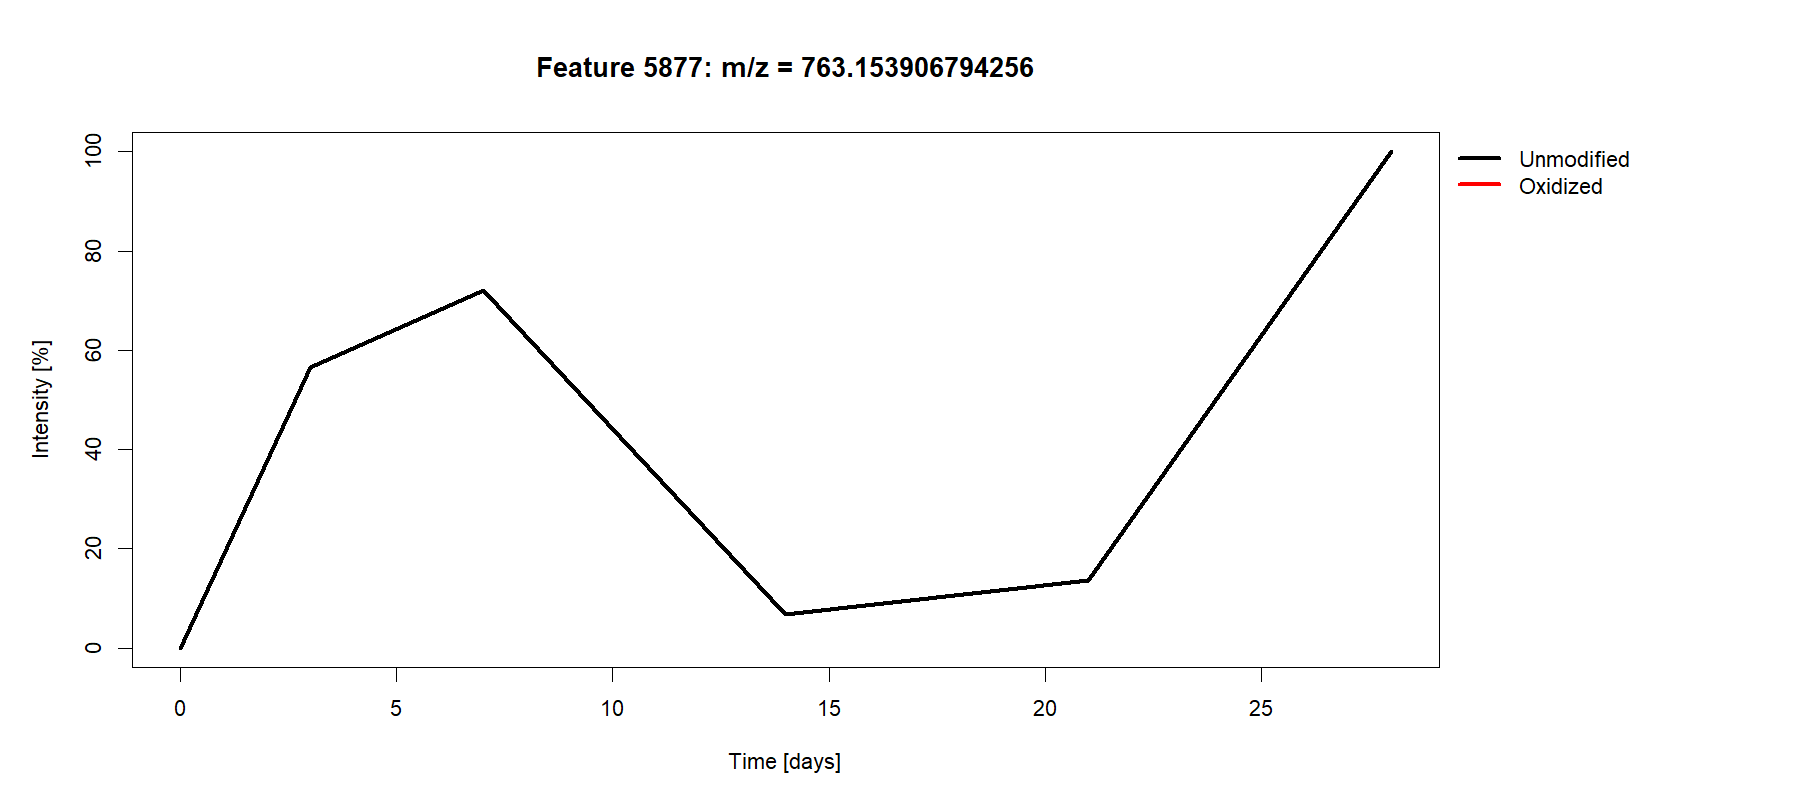 Feature 5877: m/z = 763.153906794256
Unmodified
Oxidized
Intensity [%]
100
80
60
40
20
0
0 5 10 15 20 25
Time [days]